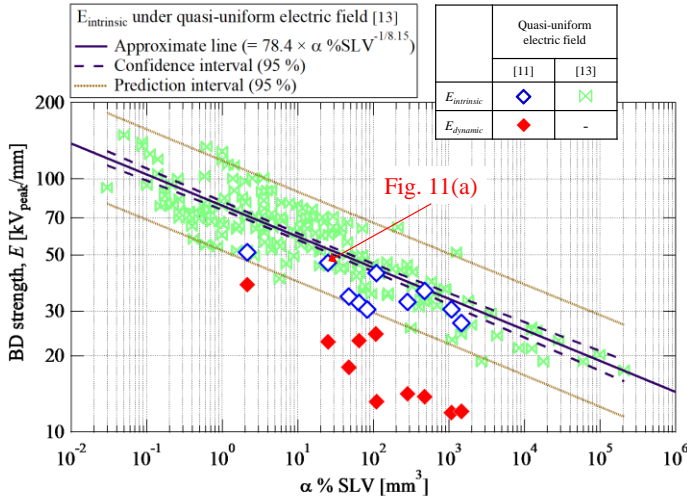 E_intrinsic under quasi-uniform electric field [13]
Approximate line (= 78.4 × α %SLV^-1/8.15)
Confidence interval (95 %)
Prediction interval (95 %)
Quasi-uniform
electric field
[11] [13]
E_intrinsic
E_dynamic -
Fig. 11(a)
BD strength, E [kV_peak/mm]
200
100
70
50
30
20
10
10^-2 10^-1 10^0 10^1 10^2 10^3 10^4 10^5 10^6
α % SLV [mm^3]